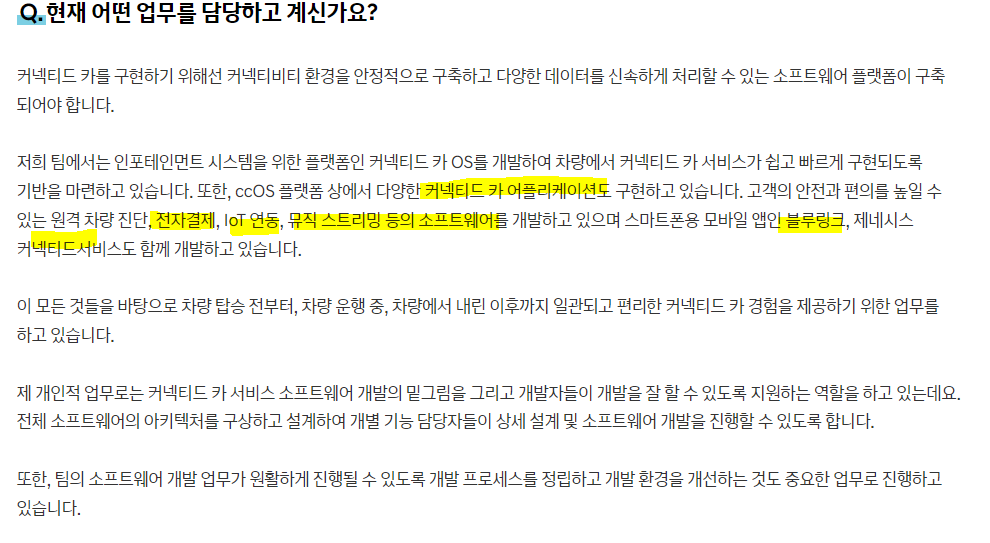 Q. 현재 어떤 업무를 담당하고 계신가요?
커넥티드 카를 구현하기 위해선 커넥티비티 환경을 안정적으로 구축하고 다양한 데이터를 신속하게 처리할 수 있는 소프트웨어 플랫폼이 구축
되어야 합니다.
저희 팀에서는 인포테인먼트 시스템을 위한 플랫폼인 커넥티드 카 OS를 개발하여 차량에서 커넥티드 카 서비스가 쉽고 빠르게 구현되도록
기반을 마련하고 있습니다. 또한, ccOS 플랫폼 상에서 다양한 커넥티드 카 어플리케이션도 구현하고 있습니다. 고객의 안전과 편의를 높일 수
있는 원격 차량 진단, 전자결제, IoT 연동, 뮤직 스트리밍 등의 소프트웨어를 개발하고 있으며 스마트폰용 모바일 앱인 블루링크, 제네시스
커넥티드서비스도 함께 개발하고 있습니다.
이 모든 것들을 바탕으로 차량 탑승 전부터, 차량 운행 중, 차량에서 내린 이후까지 일관되고 편리한 커넥티드 카 경험을 제공하기 위한 업무를
하고 있습니다.
제 개인적 업무로는 커넥티드 카 서비스 소프트웨어 개발의 밑그림을 그리고 개발자들이 개발을 잘 할 수 있도록 지원하는 역할을 하고 있는데요.
전체 소프트웨어의 아키텍처를 구상하고 설계하여 개별 기능 담당자들이 상세 설계 및 소프트웨어 개발을 진행할 수 있도록 합니다.
또한, 팀의 소프트웨어 개발 업무가 원활하게 진행될 수 있도록 개발 프로세스를 정립하고 개발 환경을 개선하는 것도 중요한 업무로 진행하고
있습니다.